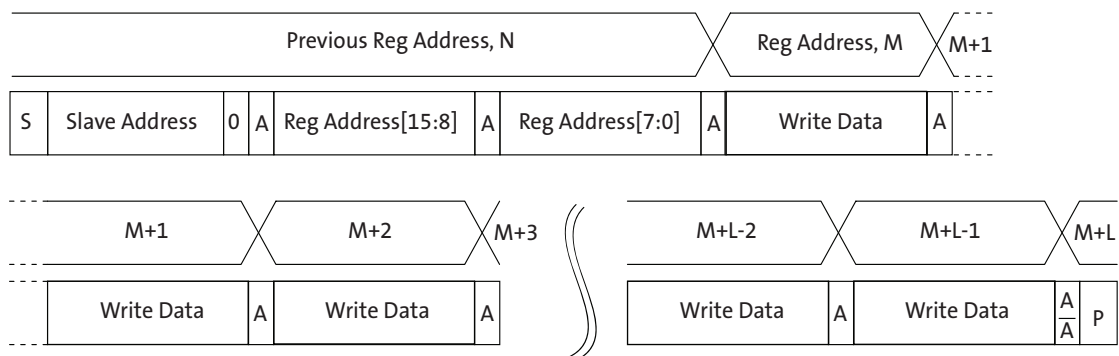 Previous Reg Address, N Reg Address, M M+1
S Slave Address 0 A Reg Address[15:8] A Reg Address[7:0] A Write Data A
M+1 M+2 M+3 M+L-2 M+L-1 M+L
Write Data A Write Data A Write Data A Write Data A/A̅ P